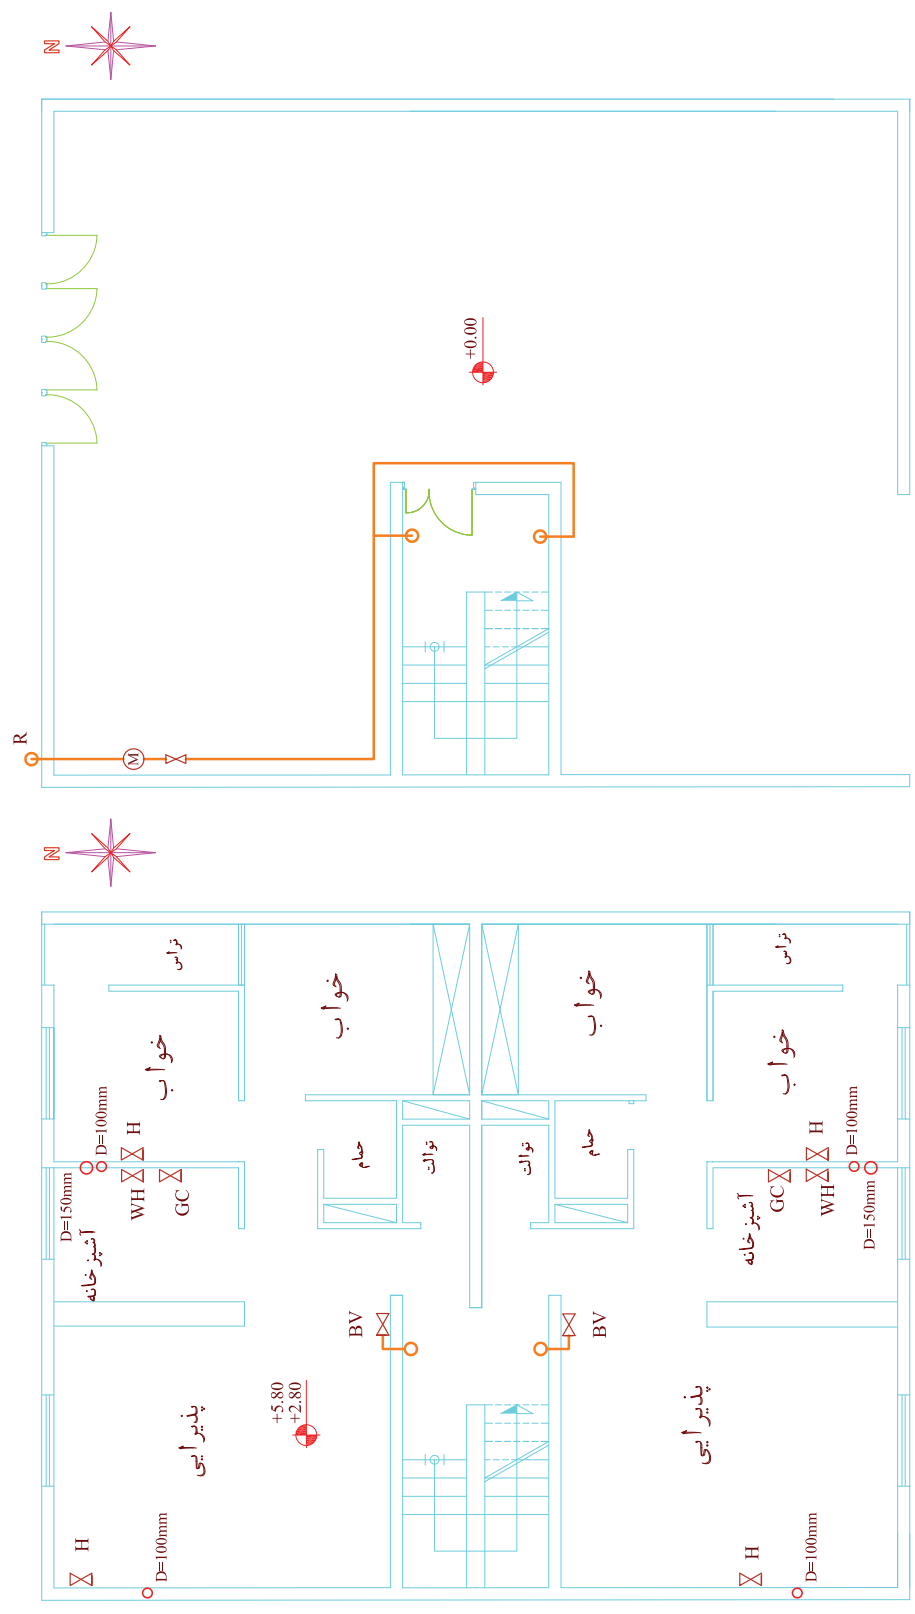 N
+0.00
R
M
N
تراس
تراس
خواب
خواب
خواب
خواب
D=100mm
H
H
D=100mm
حمام
توالت
توالت
حمام
D=150mm
WH
GC
GC
WH
D=150mm
آشپزخانه
آشپزخانه
BV
BV
+5.80
+2.80
پذیرایی
پذیرایی
H
D=100mm
H
D=100mm